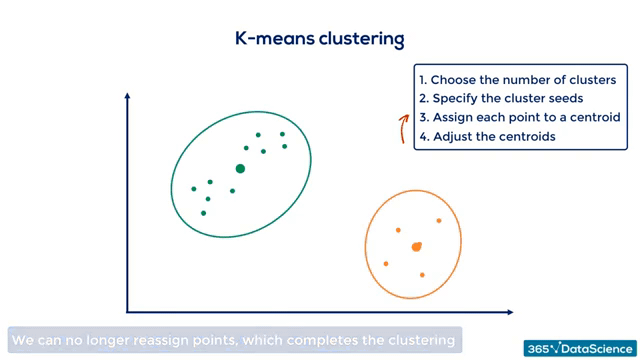 K-means clustering
1. Choose the number of clusters
2. Specify the cluster seeds
3. Assign each point to a centroid
4. Adjust the centroids
We can no longer reassign points, which completes the clustering
365 DataScience